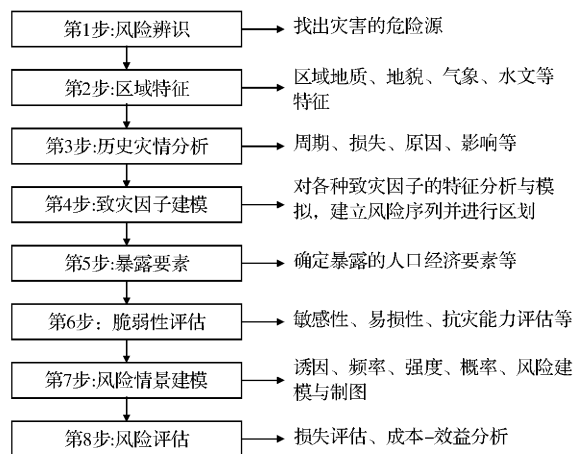 第1步:风险辨识
找出灾害的危险源
第2步:区域特征
区域地质、地貌、气象、水文等
特征
第3步:历史灾情分析
周期、损失、原因、影响等
第4步:致灾因子建模
对各种致灾因子的特征分析与模
拟，建立风险序列并进行区划
第5步:暴露要素
确定暴露的人口经济要素等
第6步：脆弱性评估
敏感性、易损性、抗灾能力评估等
第7步:风险情景建模
诱因、频率、强度、概率、风险建
模与制图
第8步:风险评估
损失评估、成本-效益分析